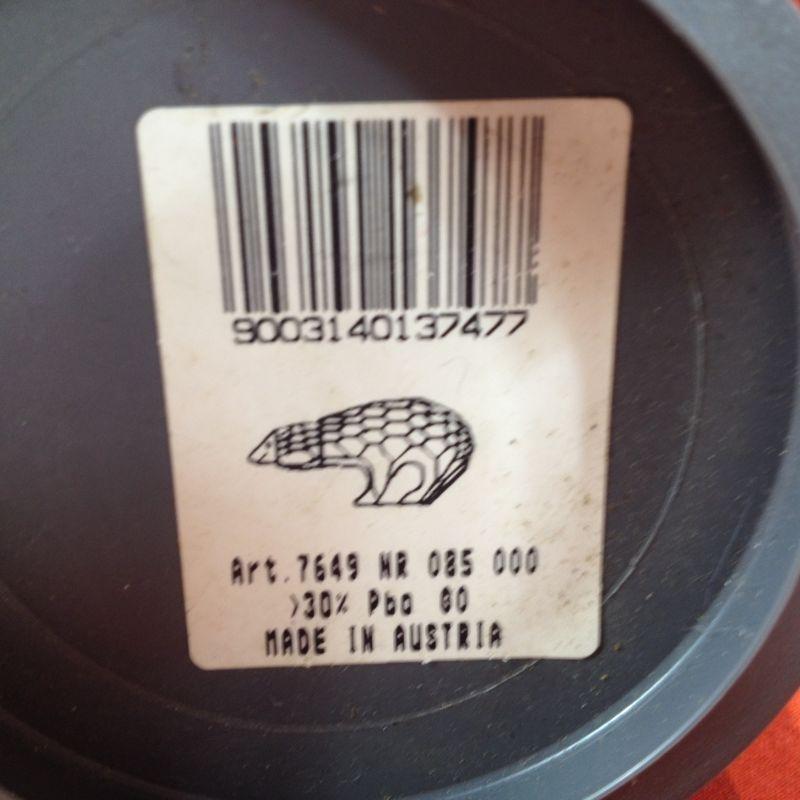 9003140137477
Art.7649 NR 085 000
>30% Pbo 00
MADE IN AUSTRIA